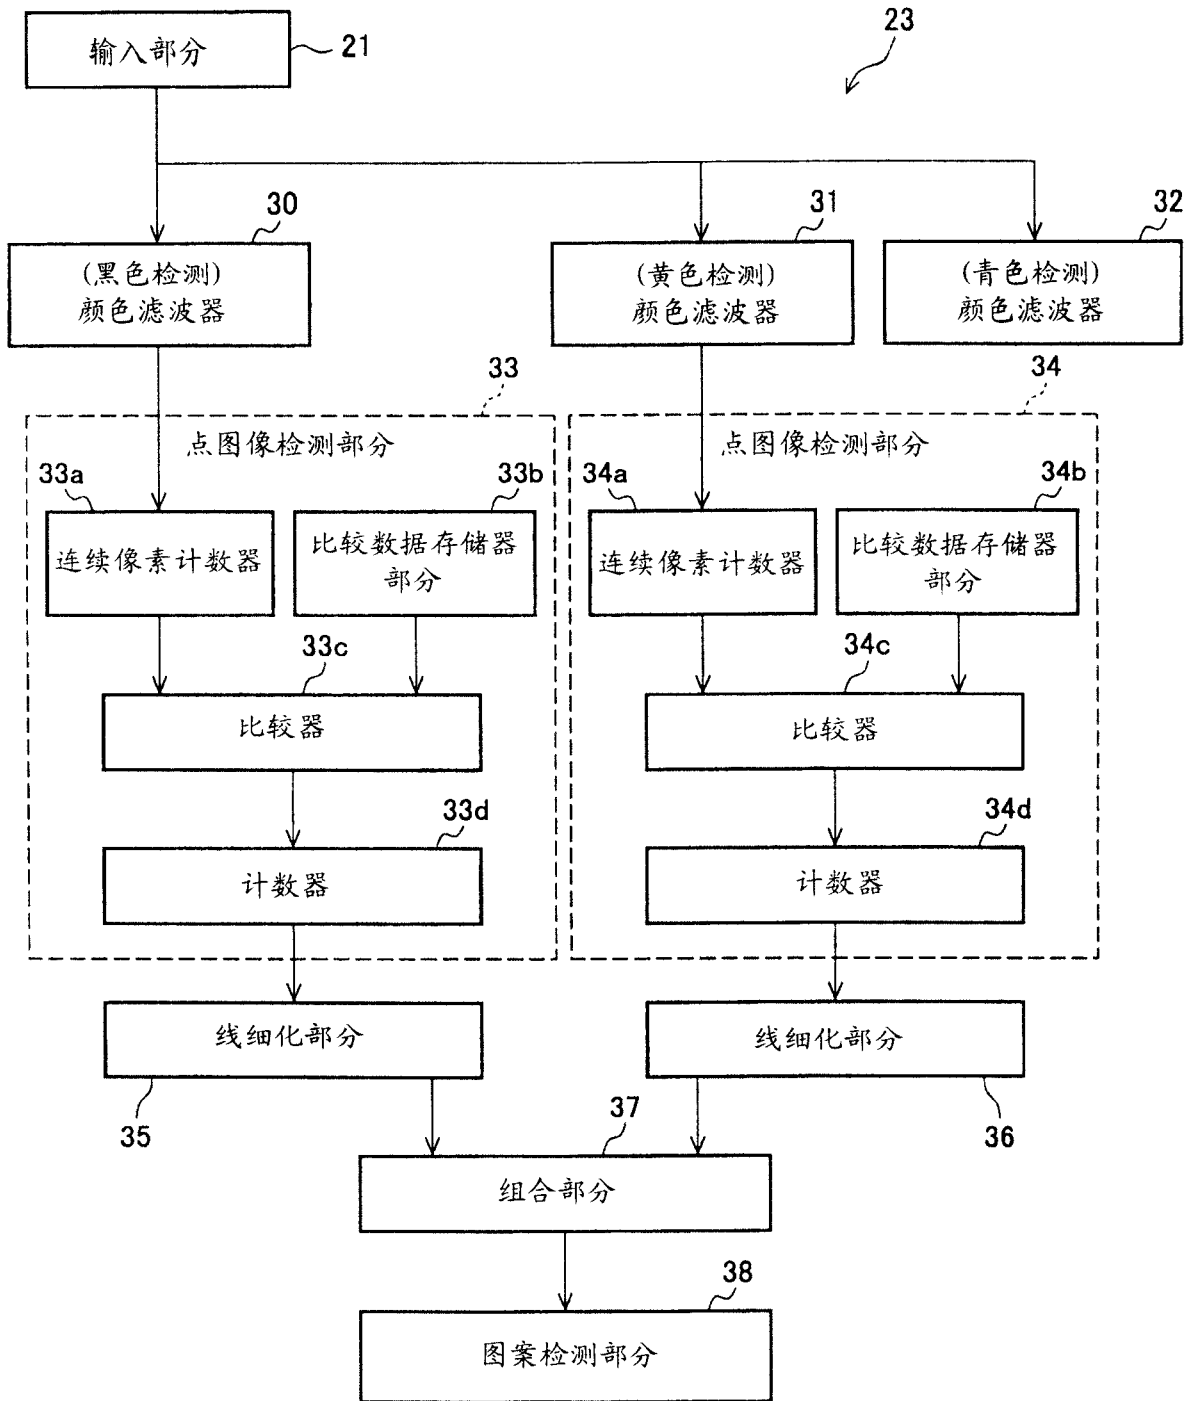 输入部分
21
23
30
31
32
(黑色检测)
颜色滤波器
(黄色检测)
颜色滤波器
(青色检测)
颜色滤波器
33
34
点图像检测部分
点图像检测部分
33a
33b
34a
34b
连续像素计数器
比较数据存储器
部分
连续像素计数器
比较数据存储器
部分
33c
34c
比较器
比较器
33d
34d
计数器
计数器
线细化部分
线细化部分
35
37
36
组合部分
38
图案检测部分